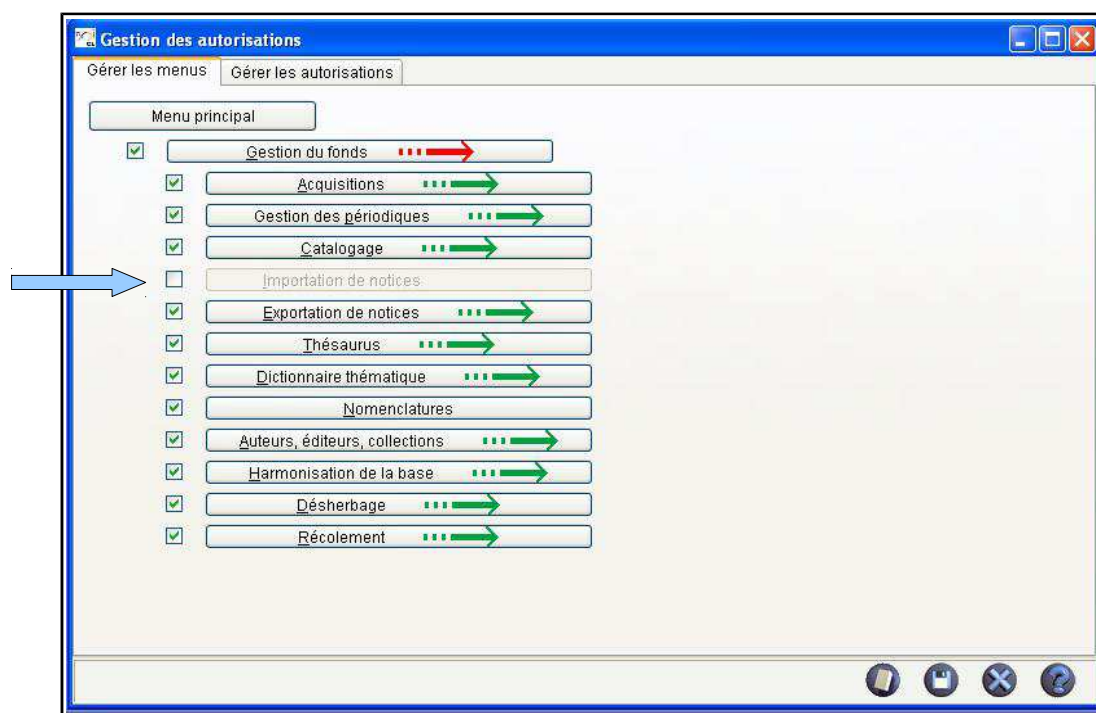 Gestion des autorisations
Gérer les menus Gérer les autorisations
Menu principal
Gestion du fonds
Acquisitions
Gestion des périodiques
Catalogage
Importation de notices
Exportation de notices
Thésaurus
Dictionnaire thématique
Nomenclatures
Auteurs, éditeurs, collections
Harmonisation de la base
Désherbage
Récolement